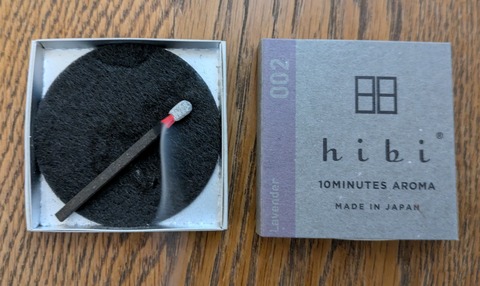 002
Lavender
hibi®
10MINUTES AROMA
MADE IN JAPAN